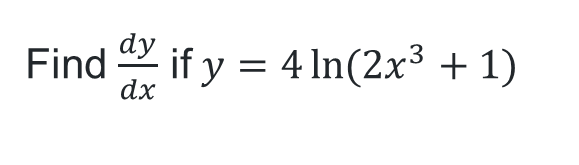 Find dy/dx if y = 4 ln(2x³ + 1)